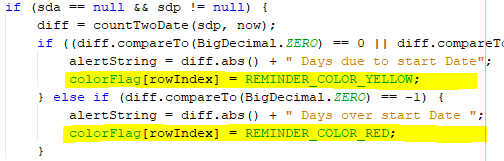 if (sda == null && sdp != null) {
diff = countTwoDate(sdp, now);
if ((diff.compareTo(BigDecimal.ZERO) == 0 || diff.compareTo
alertString = diff.abs() + " Days due to start Date";
colorFlag[rowIndex] = REMINDER_COLOR_YELLOW;
} else if (diff.compareTo(BigDecimal.ZERO) == -1) {
alertString = diff.abs() + " Days over start Date ";
colorFlag[rowIndex] = REMINDER_COLOR_RED;
}